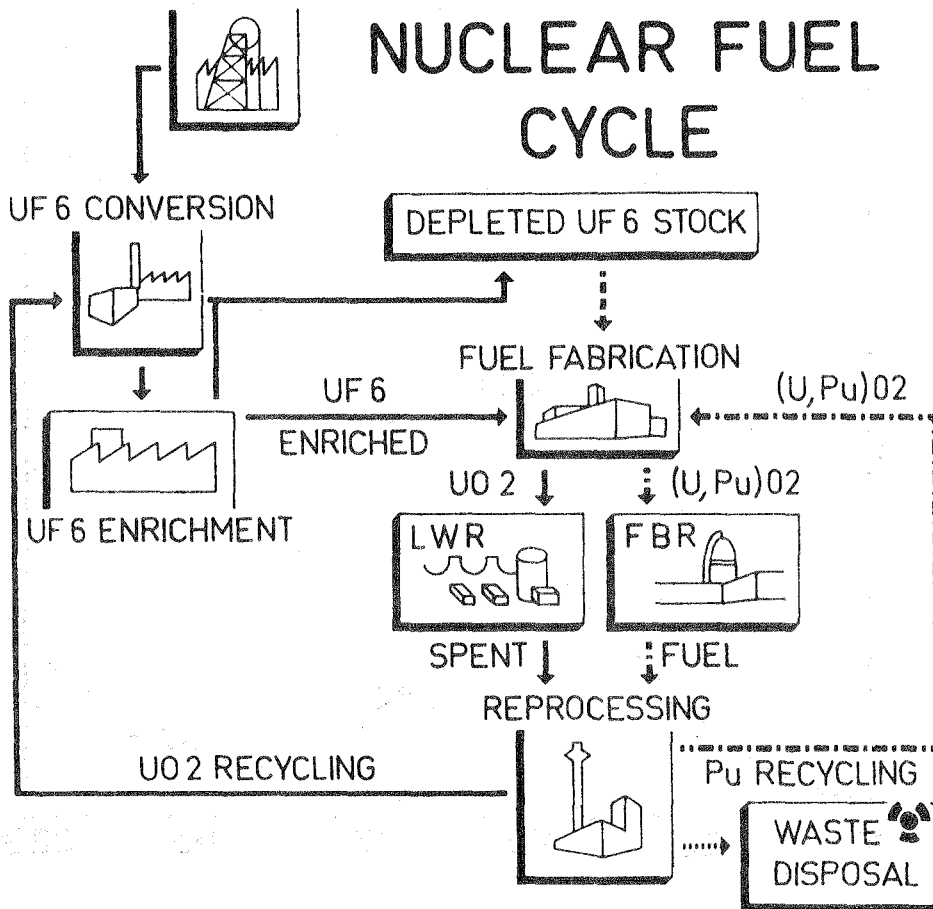 NUCLEAR FUEL
CYCLE
UF 6 CONVERSION
DEPLETED UF 6 STOCK
FUEL FABRICATION
UF 6
ENRICHED
(U,Pu)02
UF 6 ENRICHMENT
UO 2
(U,Pu)02
LWR
FBR
SPENT
FUEL
REPROCESSING
UO 2 RECYCLING
Pu RECYCLING
WASTE
DISPOSAL